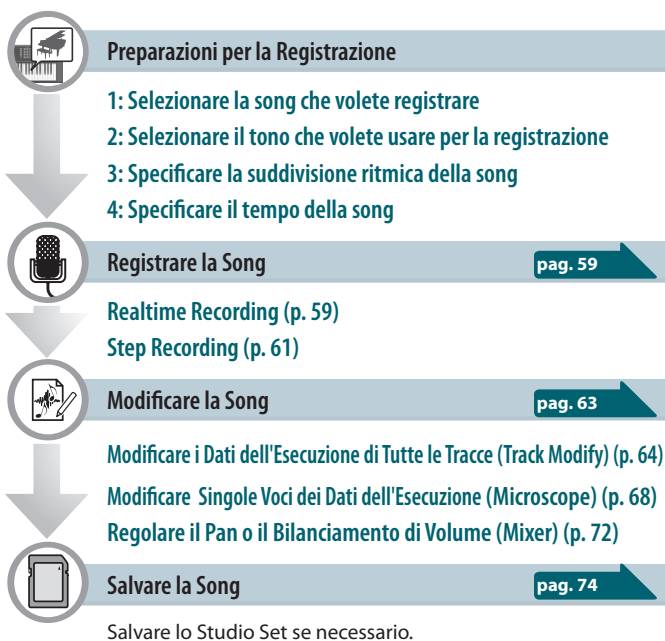 Preparazioni per la Registrazione
1: Selezionare la song che volete registrare
2: Selezionare il tono che volete usare per la registrazione
3: Specificare la suddivisione ritmica della song
4: Specificare il tempo della song
Registrare la Song pag. 59
Realtime Recording (p. 59)
Step Recording (p. 61)
Modificare la Song pag. 63
Modificare i Dati dell'Esecuzione di Tutte le Tracce (Track Modify) (p. 64)
Modificare Singole Voci dei Dati dell'Esecuzione (Microscope) (p. 68)
Regolare il Pan o il Bilanciamento di Volume (Mixer) (p. 72)
Salvare la Song pag. 74
Salvare lo Studio Set se necessario.